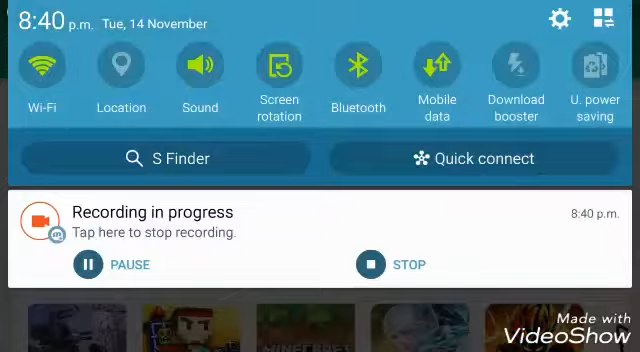 8:40 p.m. Tue, 14 November
Wi-Fi
Location
Sound
Screen
rotation
Bluetooth
Mobile
data
Download
booster
U. power
saving
S Finder
Quick connect
Recording in progress
8:40 p.m.
Tap here to stop recording.
PAUSE
STOP
MINECRAFT
Made with
VideoShow